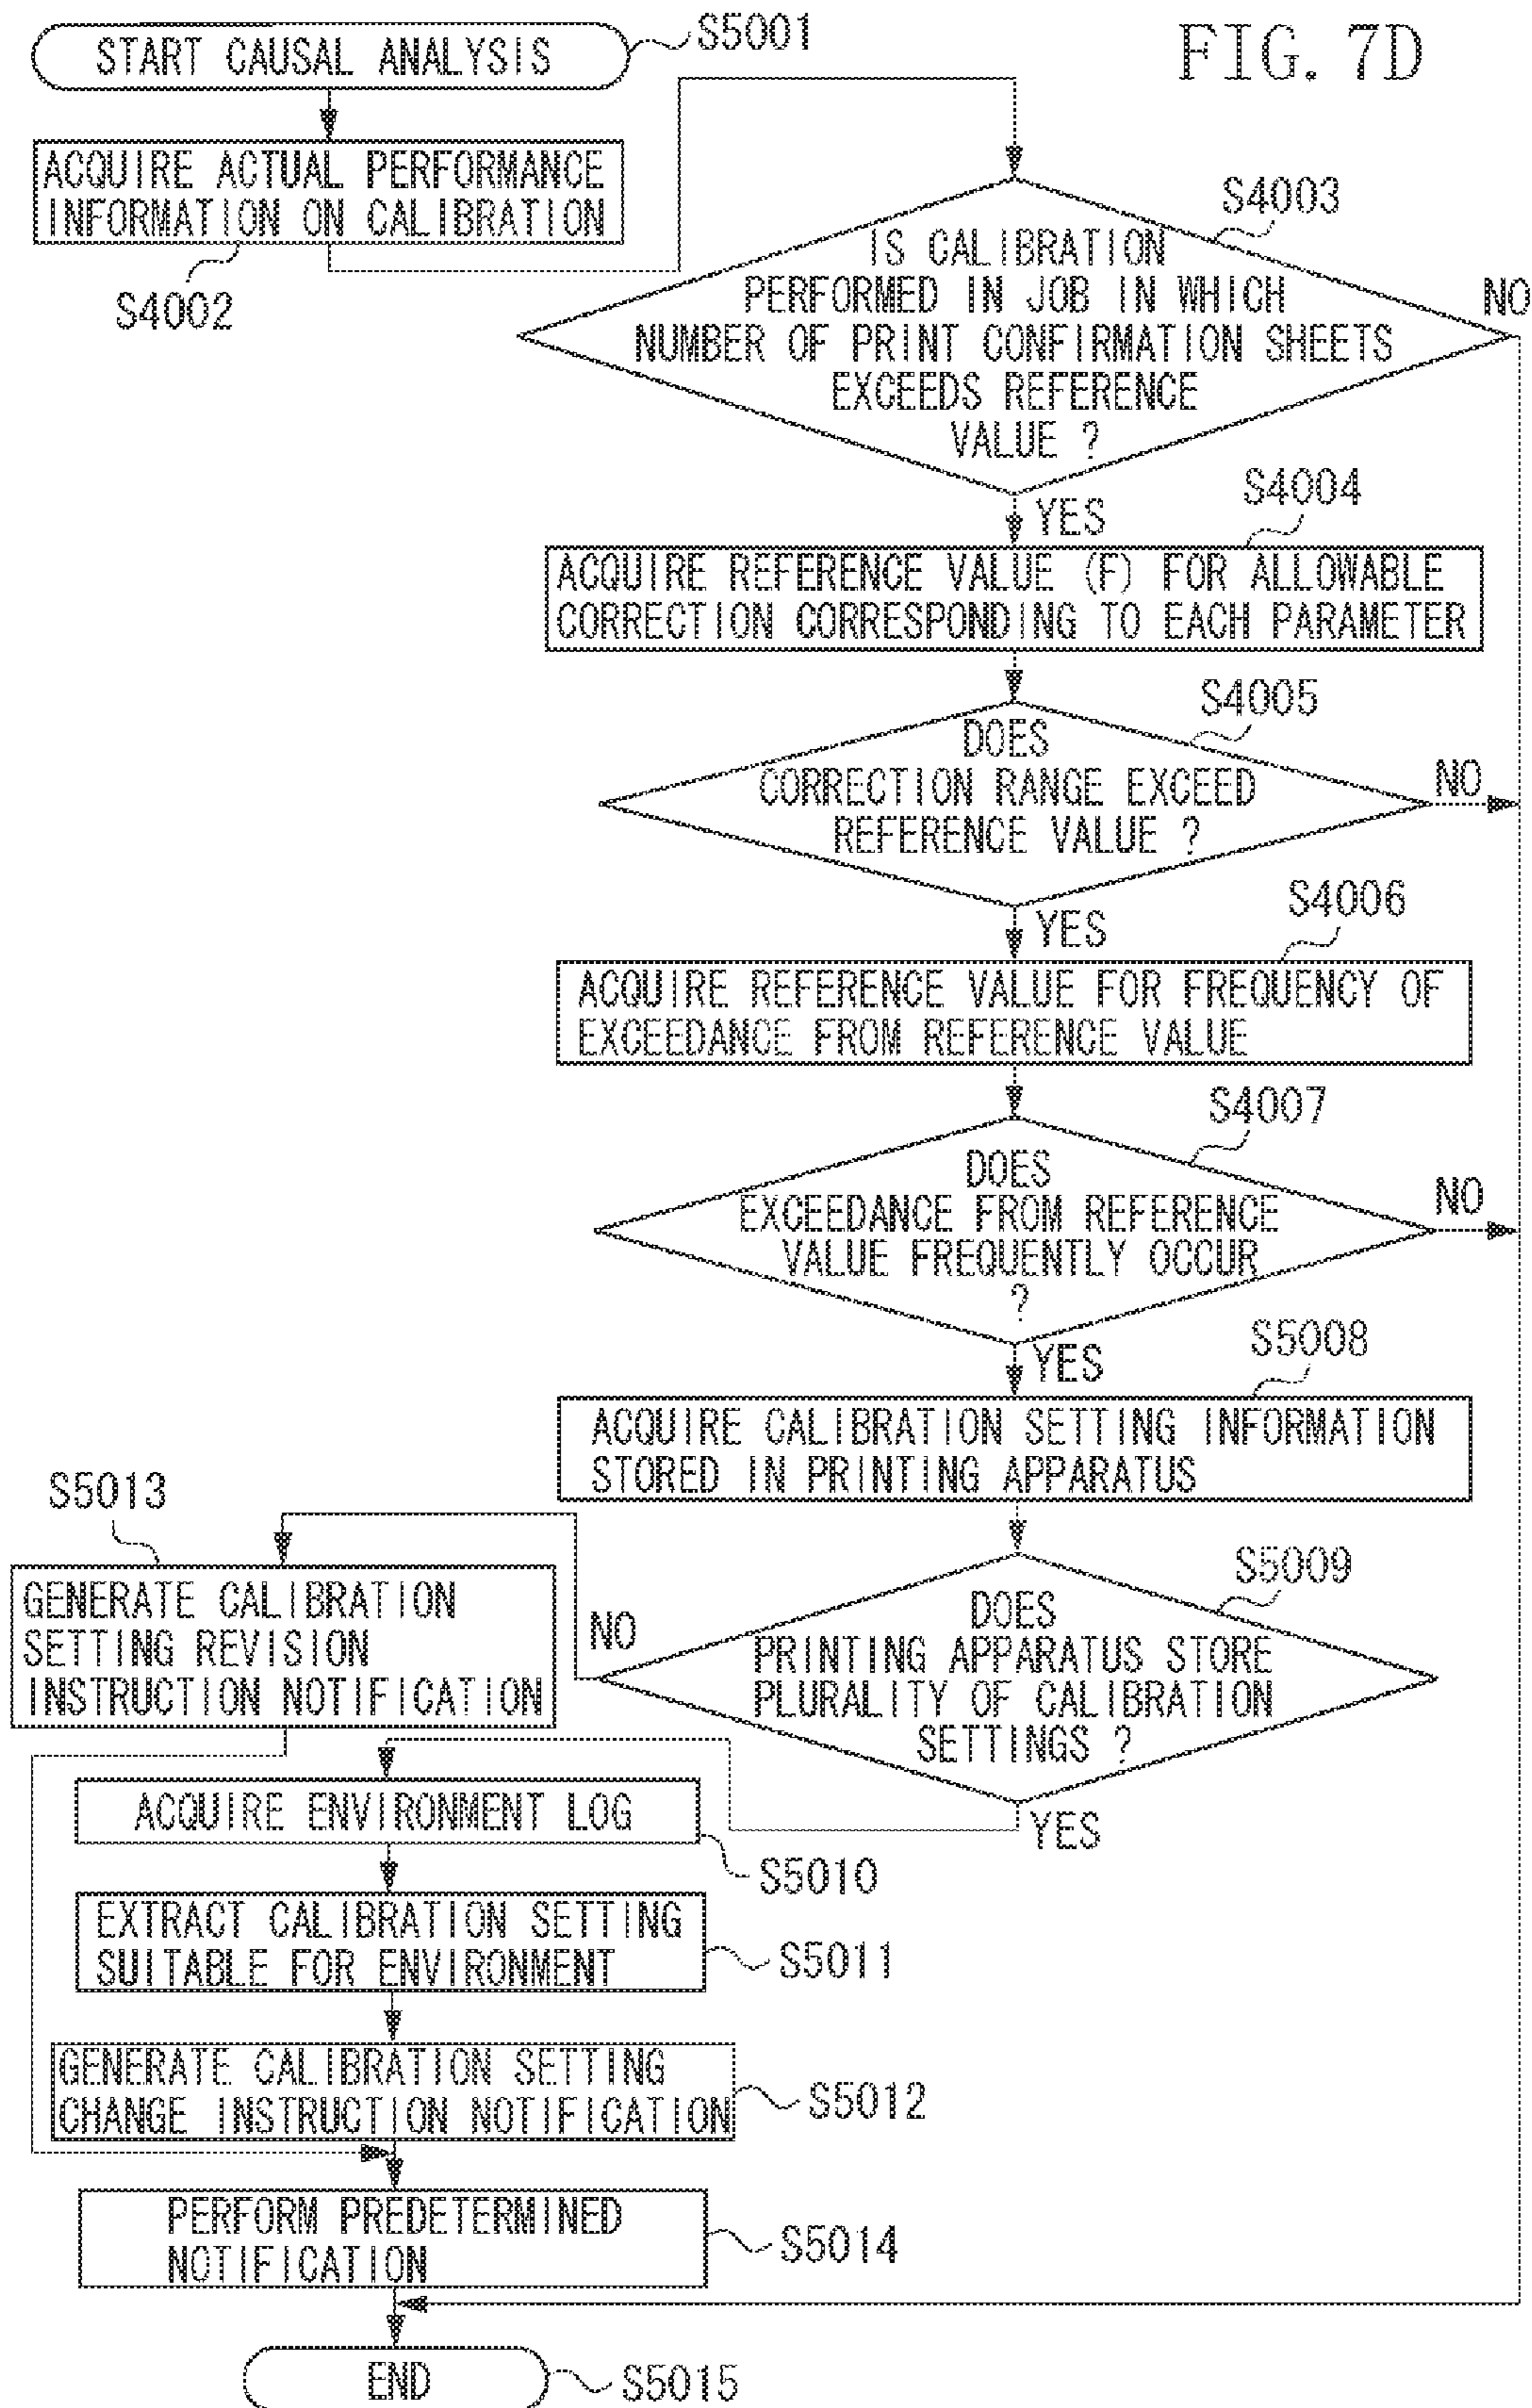 FIG. 7D
START CAUSAL ANALYSIS
S5001
ACQUIRE ACTUAL PERFORMANCE
INFORMATION ON CALIBRATION
S4002
S4003
IS CALIBRATION
PERFORMED IN JOB IN WHICH
NUMBER OF PRINT CONFIRMATION SHEETS
EXCEEDS REFERENCE
VALUE ?
NO
YES
S4004
ACQUIRE REFERENCE VALUE (F) FOR ALLOWABLE
CORRECTION CORRESPONDING TO EACH PARAMETER
S4005
DOES
CORRECTION RANGE EXCEED
REFERENCE VALUE ?
NO
YES
S4006
ACQUIRE REFERENCE VALUE FOR FREQUENCY OF
EXCEEDANCE FROM REFERENCE VALUE
S4007
DOES
EXCEEDANCE FROM REFERENCE
VALUE FREQUENTLY OCCUR
?
NO
YES
S5008
ACQUIRE CALIBRATION SETTING INFORMATION
STORED IN PRINTING APPARATUS
S5009
DOES
PRINTING APPARATUS STORE
PLURALITY OF CALIBRATION
SETTINGS ?
NO
YES
S5013
GENERATE CALIBRATION
SETTING REVISION
INSTRUCTION NOTIFICATION
ACQUIRE ENVIRONMENT LOG
S5010
EXTRACT CALIBRATION SETTING
SUITABLE FOR ENVIRONMENT
S5011
GENERATE CALIBRATION SETTING
CHANGE INSTRUCTION NOTIFICATION
S5012
PERFORM PREDETERMINED
NOTIFICATION
S5014
END
S5015